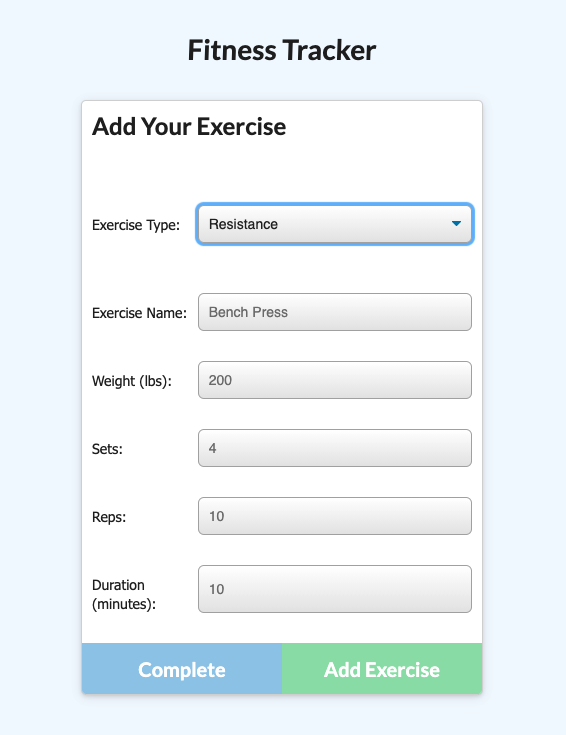 Fitness Tracker
Add Your Exercise
Exercise Type: Resistance
Exercise Name: Bench Press
Weight (lbs): 200
Sets: 4
Reps: 10
Duration
(minutes): 10
Complete Add Exercise